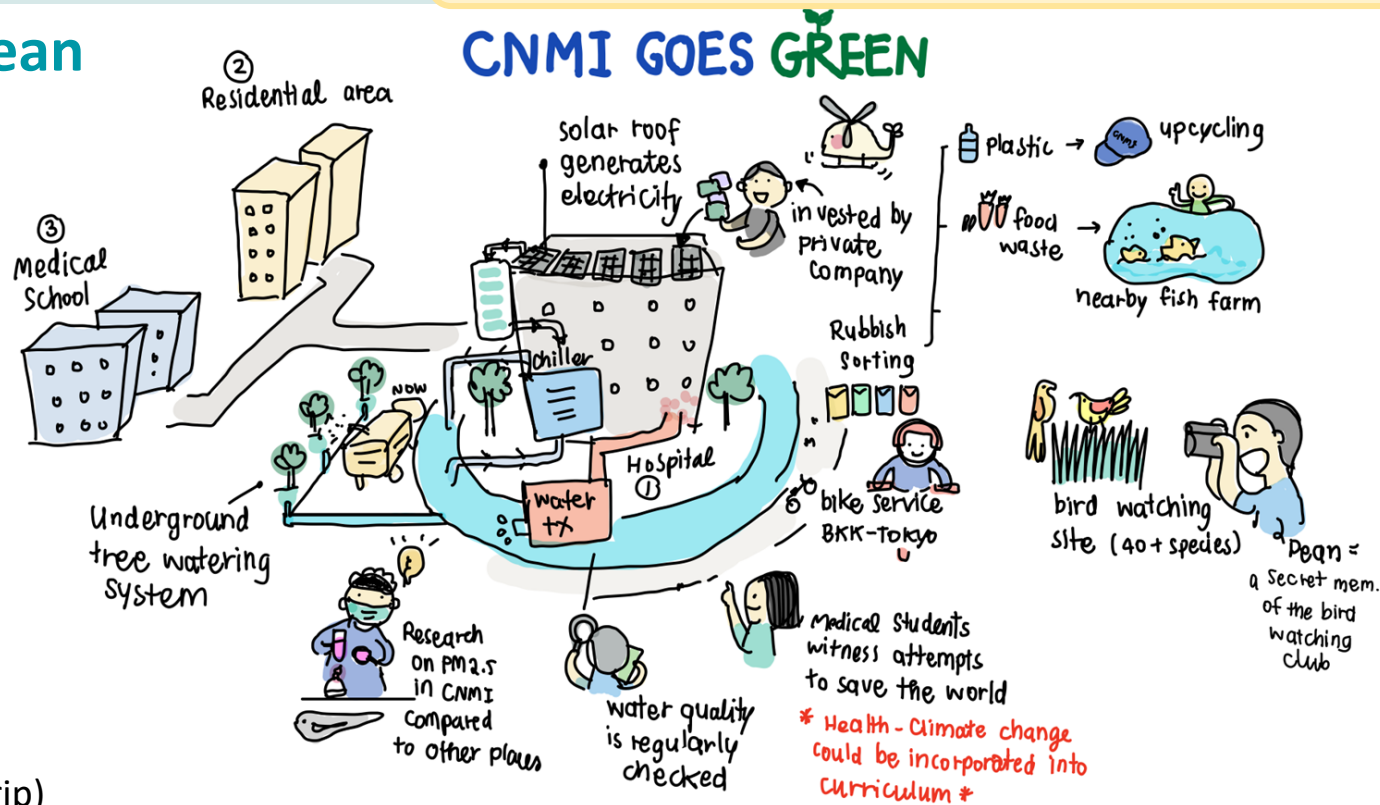 ean
CNMI GOES GREEN
②
Residential area
③
Medical
School
solar roof
generates
electricity
invested by
private
company
plastic → CNMI upcycling
food
waste →
nearby fish farm
Rubbish
Sorting
chiller
NOW
Hospital
①
water
tx
Underground
tree watering
system
bike service
BKK-Tokyo
bird watching
site (40+ species)
Dean =
a secret mem.
of the bird
watching
club
Research
on PM2.5
in CNMI
compared
to other places
water quality
is regularly
checked
Medical Students
witness attempts
to save the world
* Health-Climate change
could be incorporated into
curriculum *
rip)